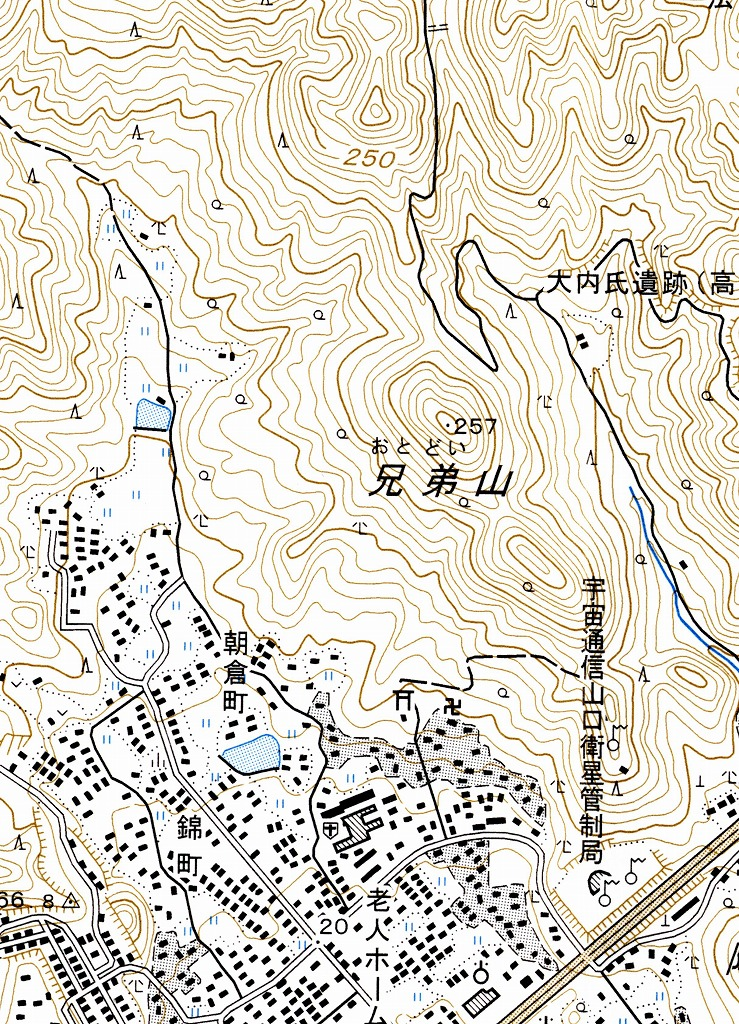 250
大内氏遺跡(高
257
おとどい
兄弟山
宇宙通信山口衛星管制局
朝倉町
錦町
66.8
老人ホーム
20